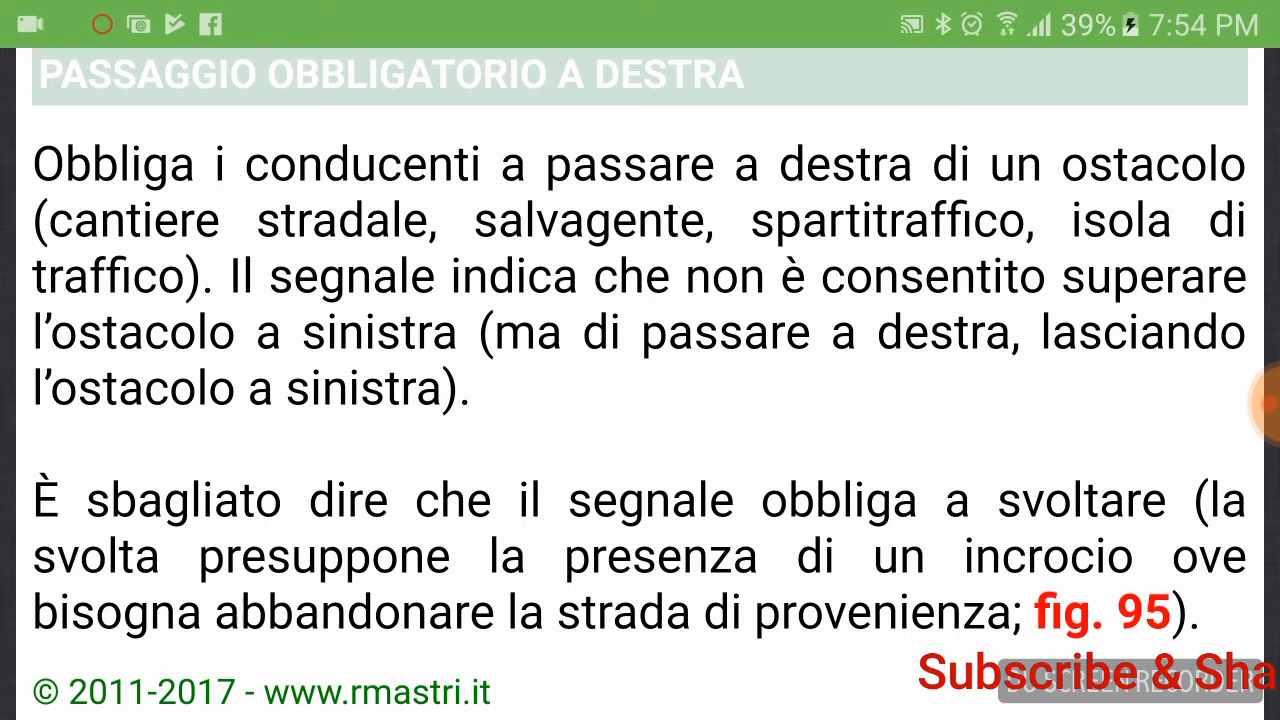 39% 7:54 PM
PASSAGGIO OBBLIGATORIO A DESTRA
Obbliga i conducenti a passare a destra di un ostacolo
(cantiere stradale, salvagente, spartitraffico, isola di
traffico). Il segnale indica che non è consentito superare
l’ostacolo a sinistra (ma di passare a destra, lasciando
l’ostacolo a sinistra).
È sbagliato dire che il segnale obbliga a svoltare (la
svolta presuppone la presenza di un incrocio ove
bisogna abbandonare la strada di provenienza; fig. 95).
Subscribe & Sha
SCREEN RECORDER
© 2011-2017 - www.rmastri.it